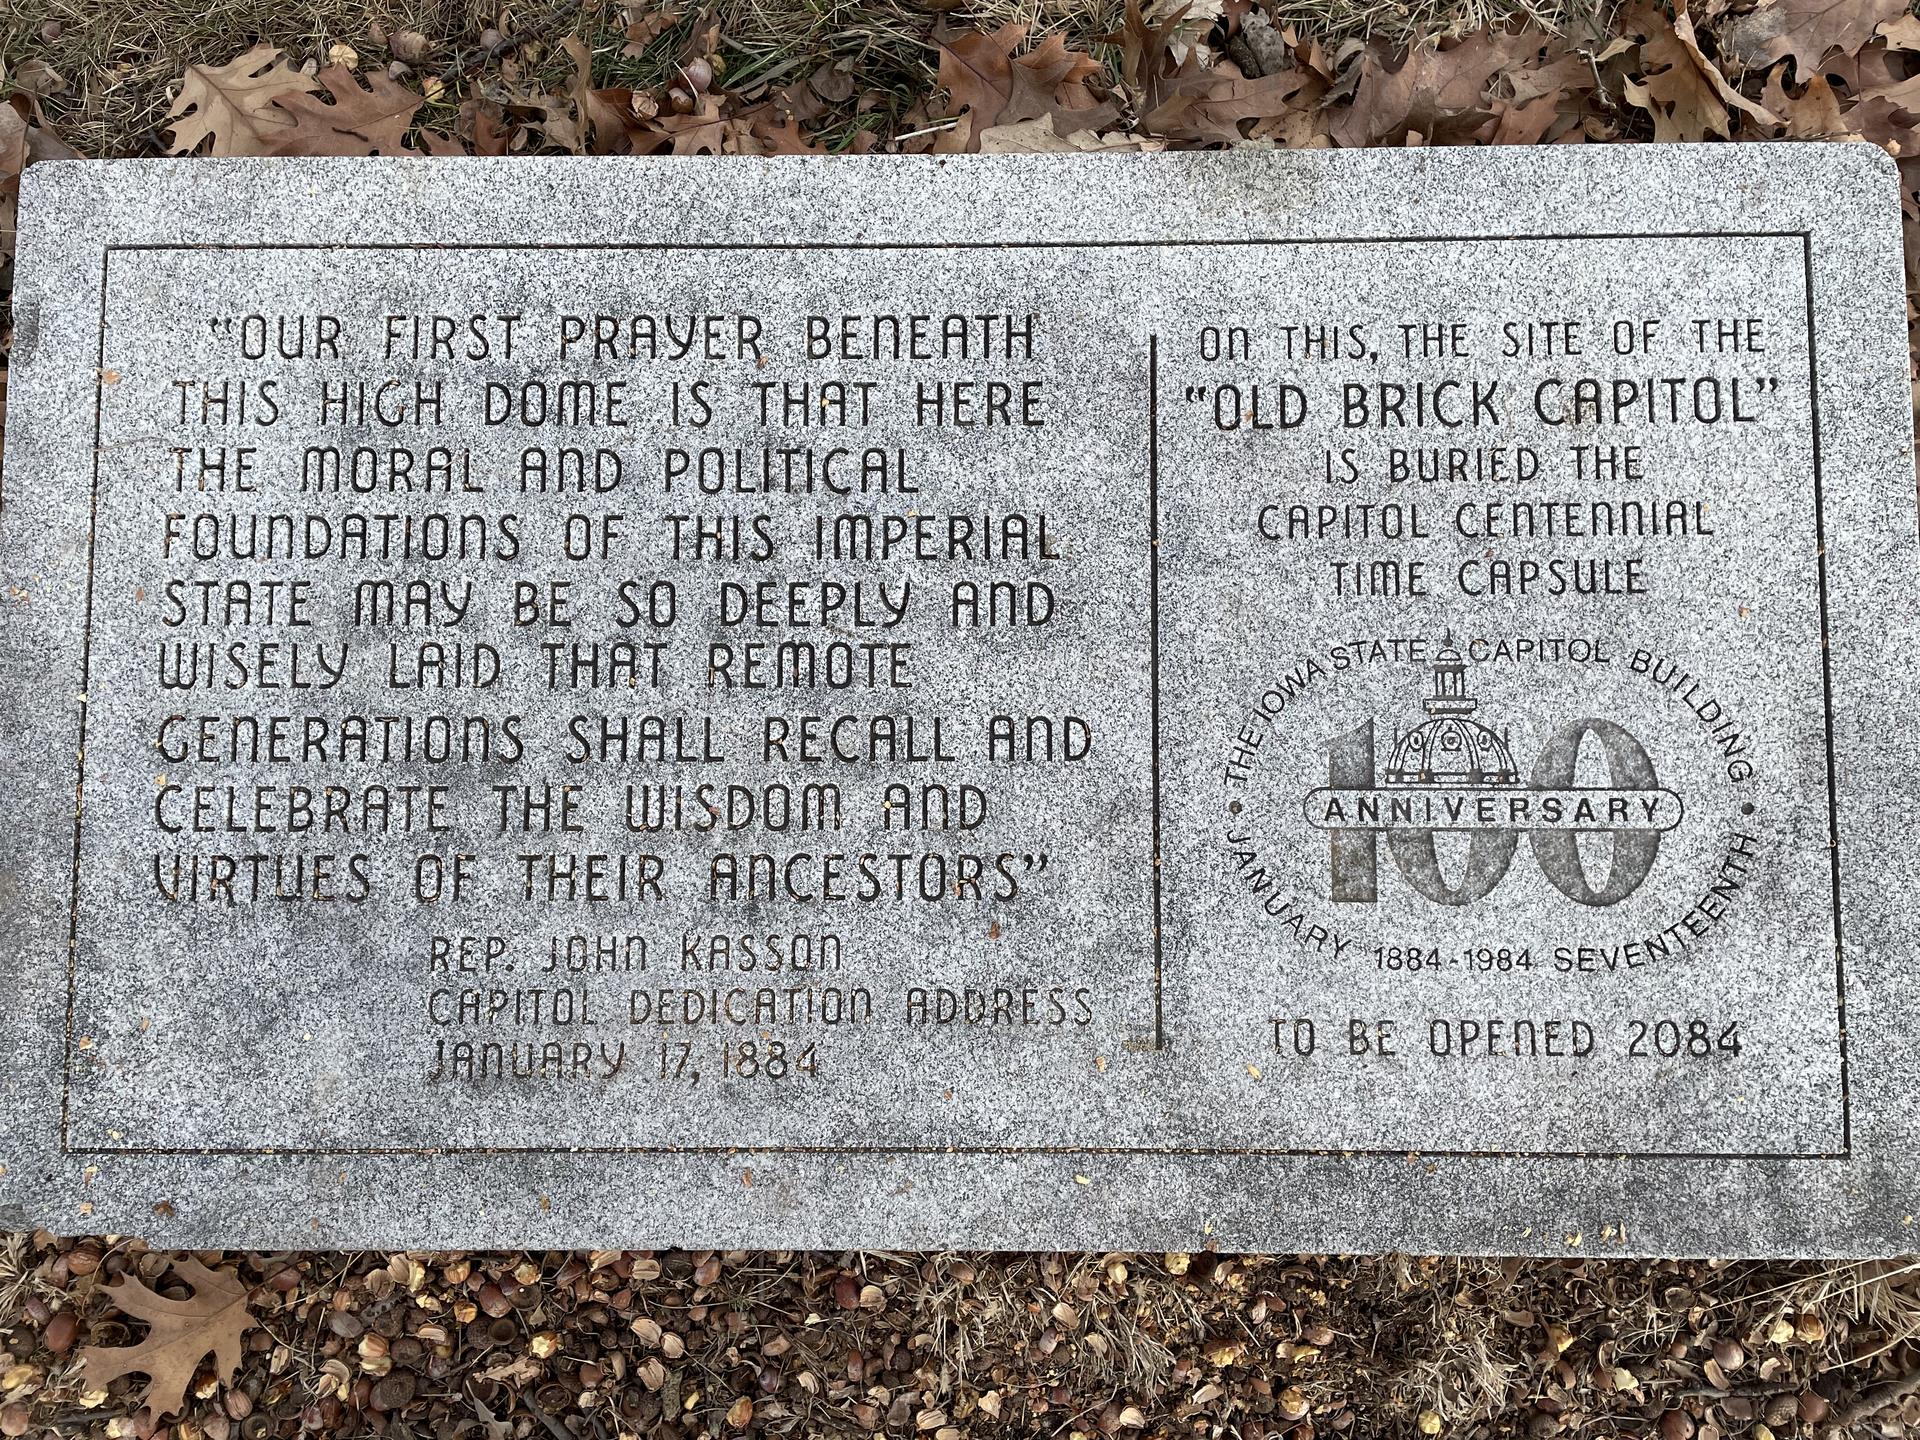 “OUR FIRST PRAYER BENEATH
THIS HIGH DOME IS THAT HERE
THE MORAL AND POLITICAL
FOUNDATIONS OF THIS IMPERIAL
STATE MAY BE SO DEEPLY AND
WISELY LAID THAT REMOTE
GENERATIONS SHALL RECALL AND
CELEBRATE THE WISDOM AND
VIRTUES OF THEIR ANCESTORS”
REP. JOHN KASSON
CAPITOL DEDICATION ADDRESS
JANUARY 17, 1884
ON THIS, THE SITE OF THE
“OLD BRICK CAPITOL”
IS BURIED THE
CAPITOL CENTENNIAL
TIME CAPSULE
THE IOWA STATE CAPITOL BUILDING
100
ANNIVERSARY
JANUARY 1884-1984 SEVENTEENTH
TO BE OPENED 2084